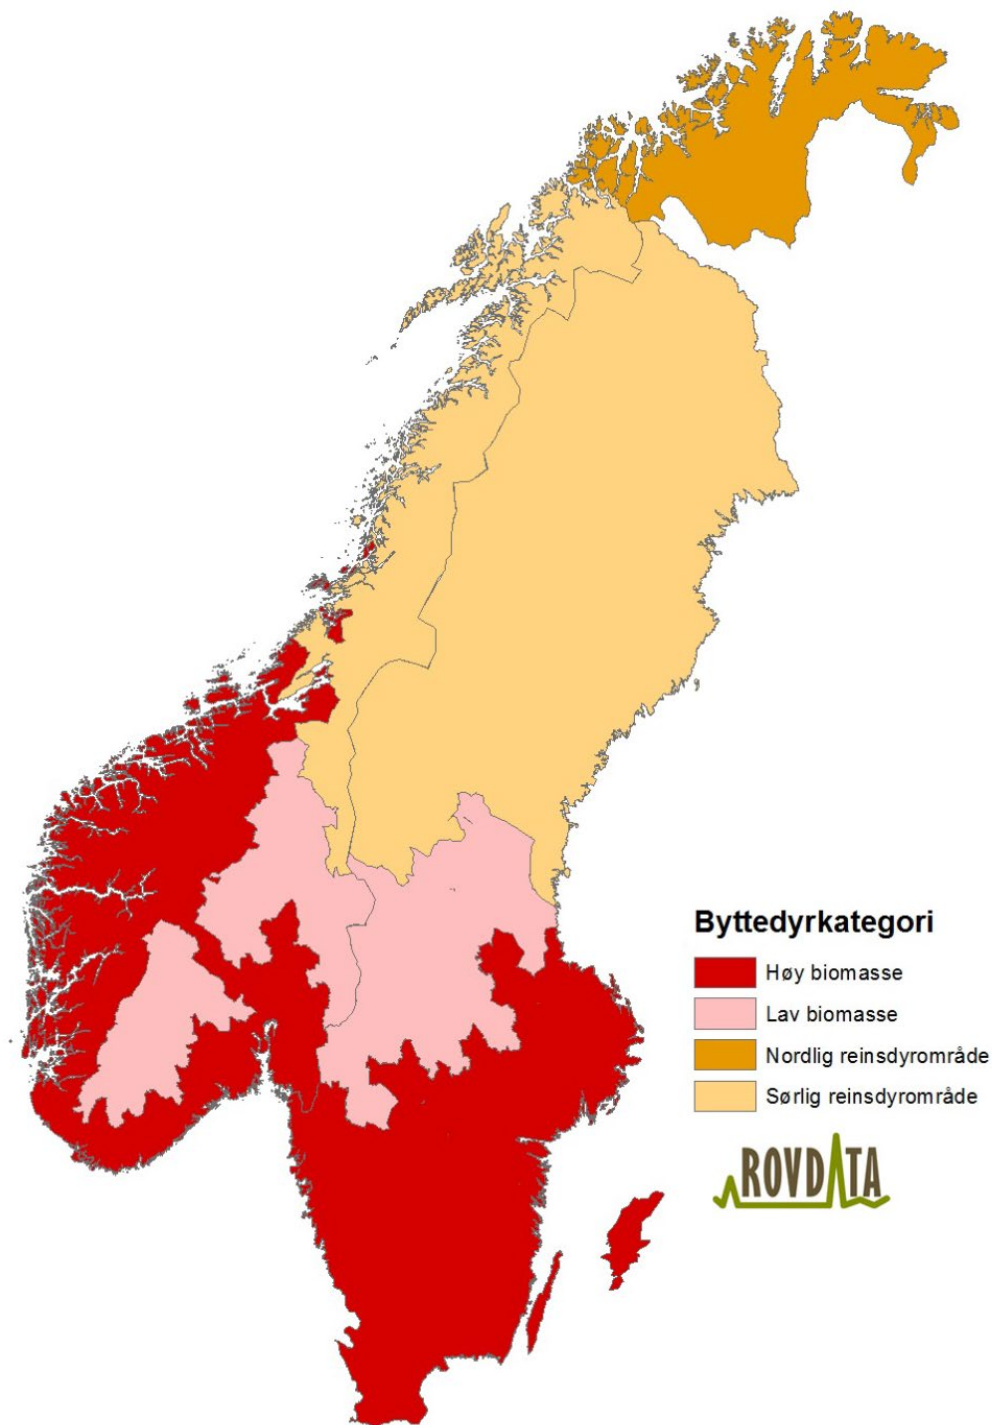 Byttedyrkategori
Høy biomasse
Lav biomasse
Nordlig reinsdyrområde
Sørlig reinsdyrområde
ROVDATA